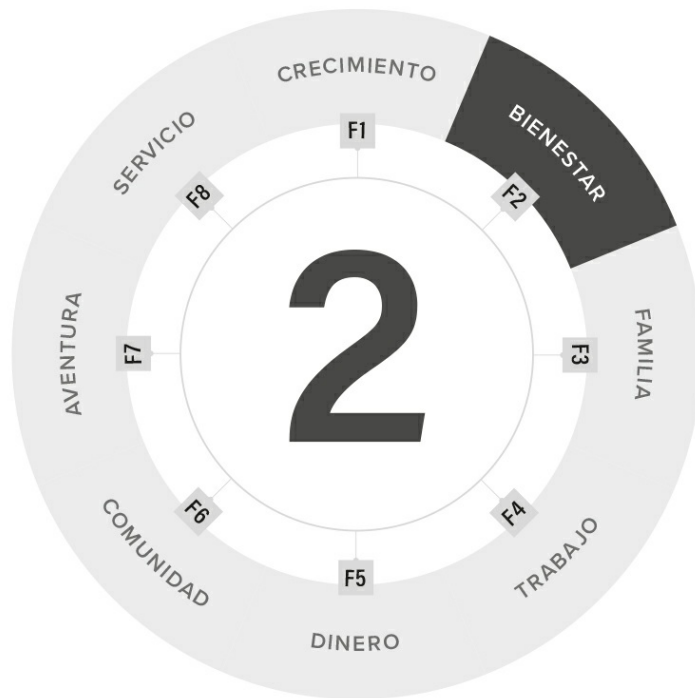 CRECIMIENTO
F1
BIENESTAR
F2
FAMILIA
F3
TRABAJO
F4
DINERO
F5
COMUNIDAD
F6
AVENTURA
F7
SERVICIO
F8
2